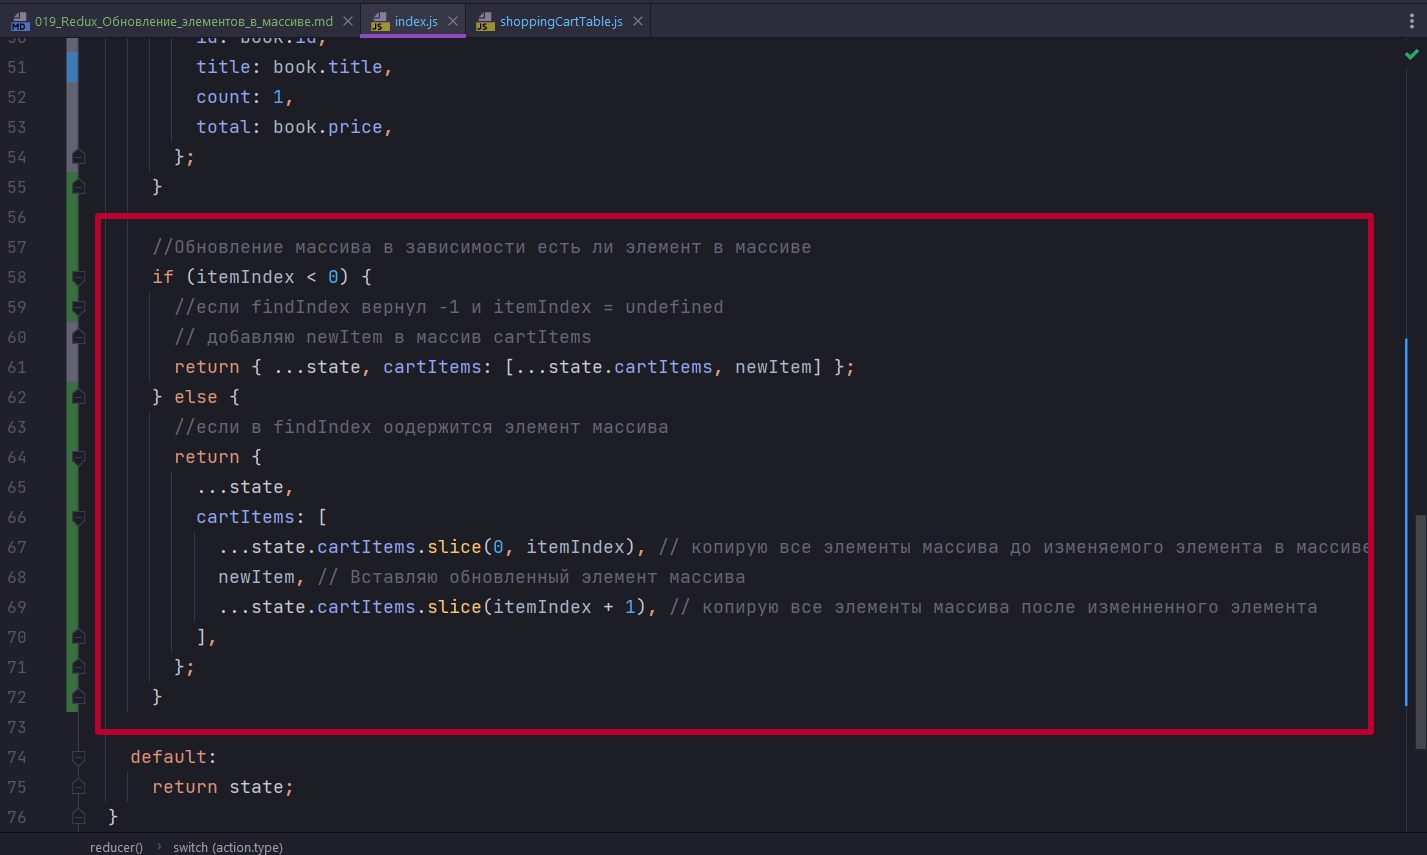 019_Redux_Обновление_элементов_в_массиве.md index.js shoppingCartTable.js
50 id: book.id,
51 title: book.title,
52 count: 1,
53 total: book.price,
54 };
55 }
56
57 //Обновление массива в зависимости есть ли элемент в массиве
58 if (itemIndex < 0) {
59 //если findIndex вернул -1 и itemIndex = undefined
60 // добавляю newItem в массив cartItems
61 return { ...state, cartItems: [...state.cartItems, newItem] };
62 } else {
63 //если в findIndex оодержится элемент массива
64 return {
65 ...state,
66 cartItems: [
67 ...state.cartItems.slice(0, itemIndex), // копирую все элементы массива до изменяемого элемента в массиве
68 newItem, // Вставляю обновленный элемент массива
69 ...state.cartItems.slice(itemIndex + 1), // копирую все элементы массива после изменненного элемента
70 ],
71 };
72 }
73
74 default:
75 return state;
76 }
reducer() › switch (action.type)